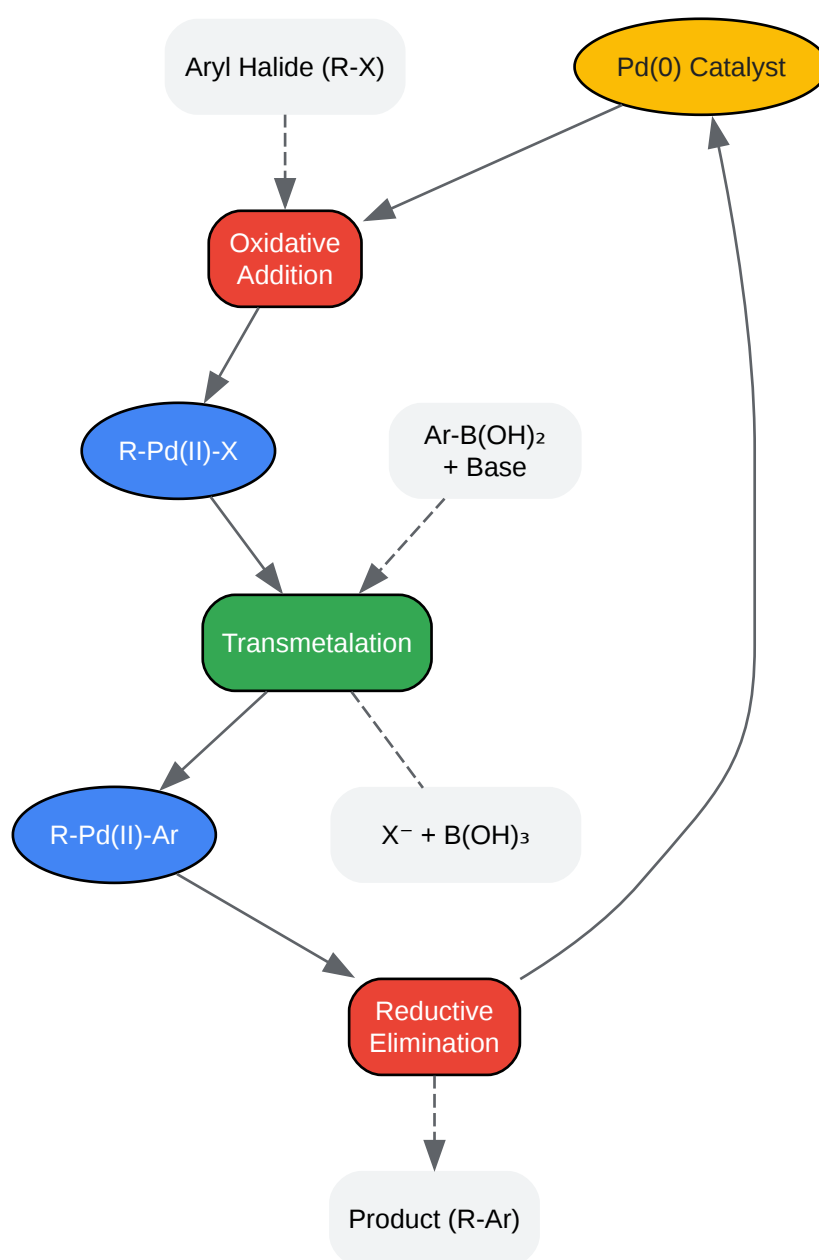 Aryl Halide (R-X)
Pd(0) Catalyst
Oxidative
Addition
R-Pd(II)-X
Ar-B(OH)₂
+ Base
Transmetalation
R-Pd(II)-Ar
X⁻ + B(OH)₃
Reductive
Elimination
Product (R-Ar)